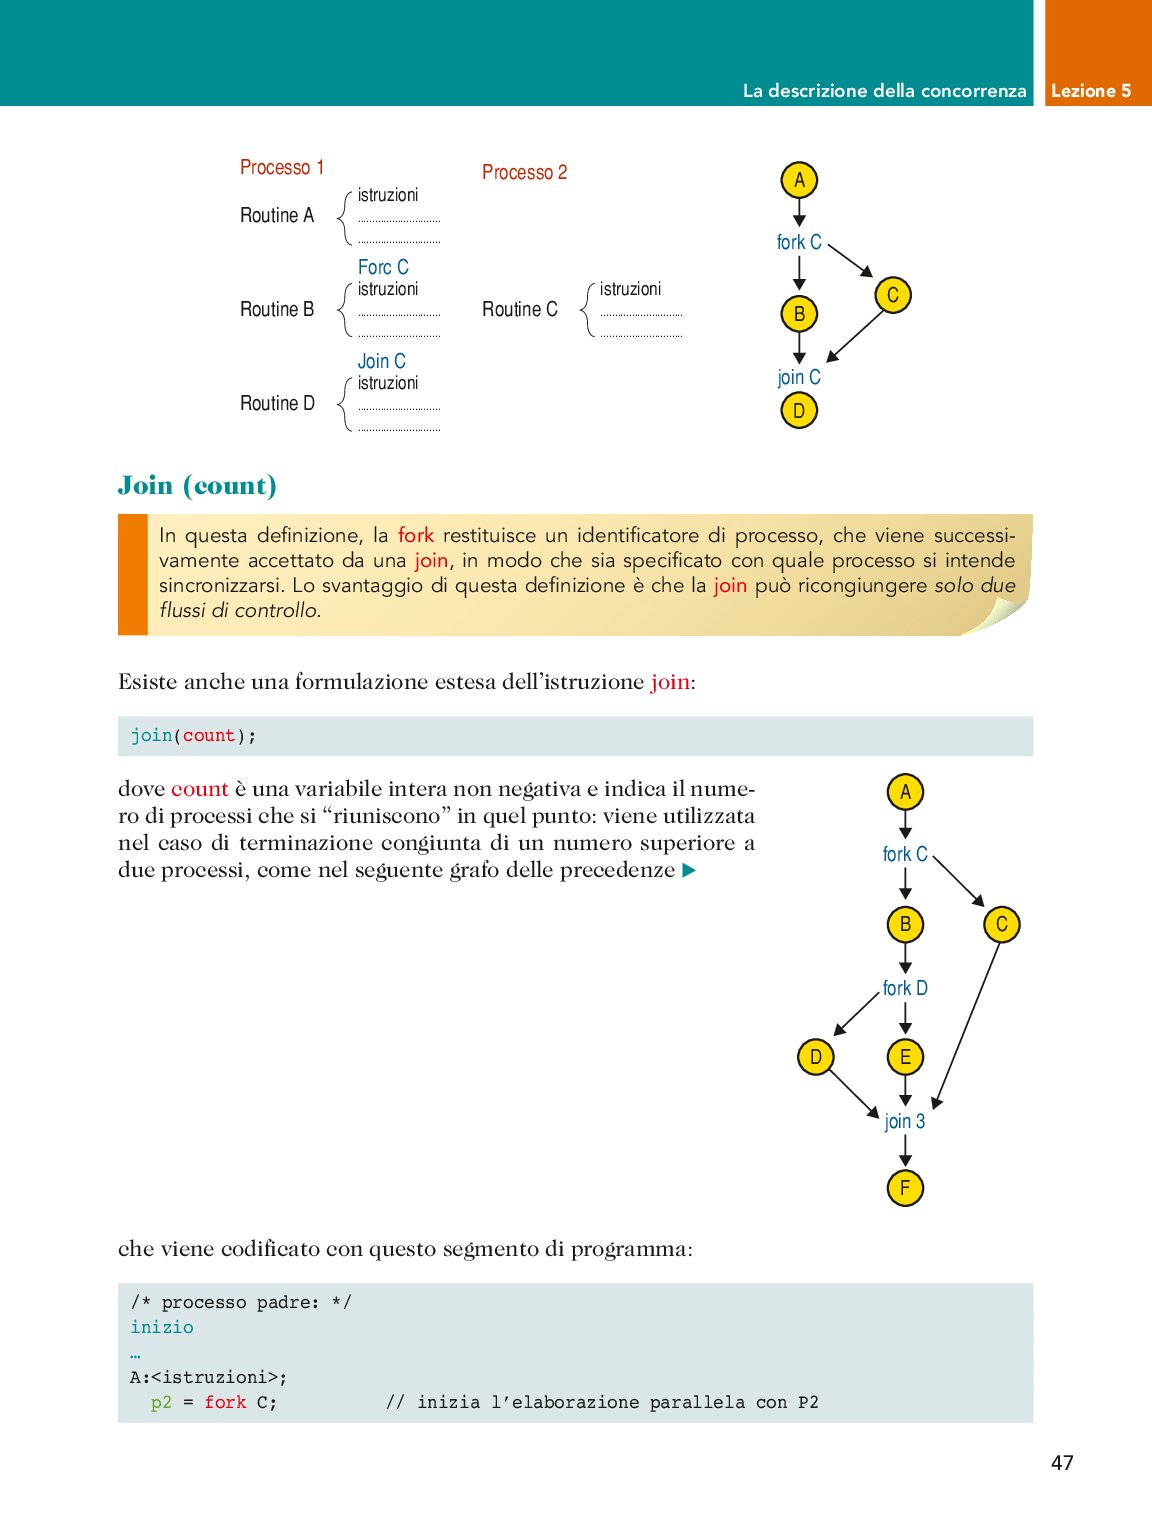 La descrizione della concorrenza Lezione 5
Processo 1
Processo 2
Routine A
istruzioni
............................
............................
Forc C
Routine B
istruzioni
............................
............................
Routine C
istruzioni
............................
............................
Join C
Routine D
istruzioni
............................
............................
A
fork C
C
B
join C
D
Join (count)
In questa definizione, la fork restituisce un identificatore di processo, che viene successi-
vamente accettato da una join, in modo che sia specificato con quale processo si intende
sincronizzarsi. Lo svantaggio di questa definizione è che la join può ricongiungere solo due
flussi di controllo.
Esiste anche una formulazione estesa dell’istruzione join:
join(count);
dove count è una variabile intera non negativa e indica il nume-
ro di processi che si “riuniscono” in quel punto: viene utilizzata
nel caso di terminazione congiunta di un numero superiore a
due processi, come nel seguente grafo delle precedenze ▶
A
fork C
B
C
fork D
D
E
join 3
F
che viene codificato con questo segmento di programma:
/* processo padre: */
inizio
…
A:<istruzioni>;
p2 = fork C; // inizia l’elaborazione parallela con P2
47